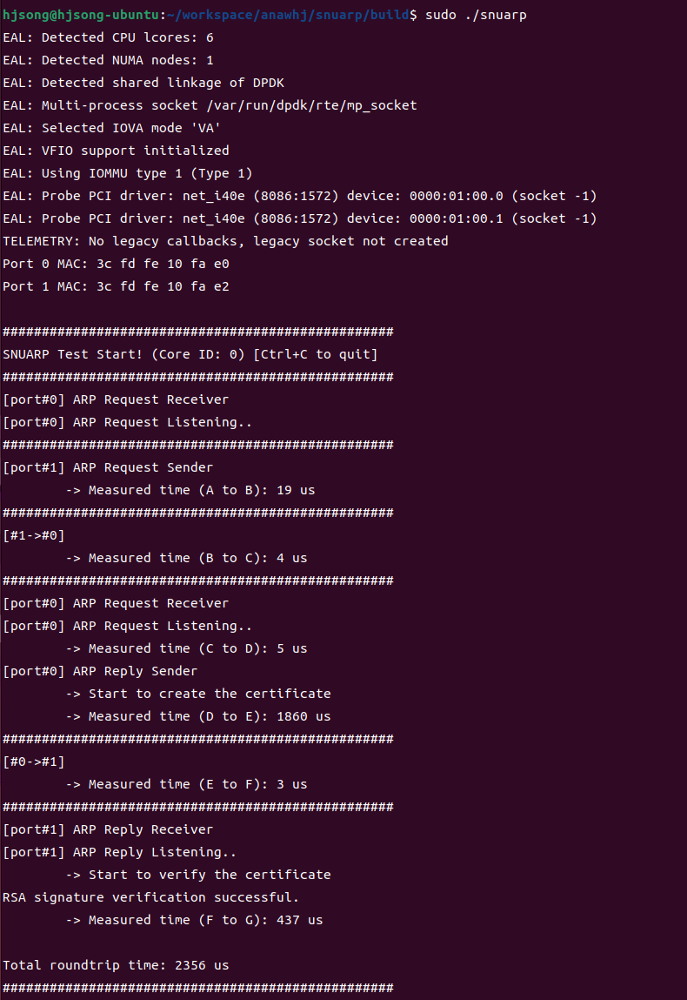 hjsong@hjsong-ubuntu:~/workspace/anawhj/snuarp/build$ sudo ./snuarp
EAL: Detected CPU lcores: 6
EAL: Detected NUMA nodes: 1
EAL: Detected shared linkage of DPDK
EAL: Multi-process socket /var/run/dpdk/rte/mp_socket
EAL: Selected IOVA mode 'VA'
EAL: VFIO support initialized
EAL: Using IOMMU type 1 (Type 1)
EAL: Probe PCI driver: net_i40e (8086:1572) device: 0000:01:00.0 (socket -1)
EAL: Probe PCI driver: net_i40e (8086:1572) device: 0000:01:00.1 (socket -1)
TELEMETRY: No legacy callbacks, legacy socket not created
Port 0 MAC: 3c fd fe 10 fa e0
Port 1 MAC: 3c fd fe 10 fa e2
##################################################
SNUARP Test Start! (Core ID: 0) [Ctrl+C to quit]
##################################################
[port#0] ARP Request Receiver
[port#0] ARP Request Listening..
##################################################
[port#1] ARP Request Sender
-> Measured time (A to B): 19 us
##################################################
[#1->#0]
-> Measured time (B to C): 4 us
##################################################
[port#0] ARP Request Receiver
[port#0] ARP Request Listening..
-> Measured time (C to D): 5 us
[port#0] ARP Reply Sender
-> Start to create the certificate
-> Measured time (D to E): 1860 us
##################################################
[#0->#1]
-> Measured time (E to F): 3 us
##################################################
[port#1] ARP Reply Receiver
[port#1] ARP Reply Listening..
-> Start to verify the certificate
RSA signature verification successful.
-> Measured time (F to G): 437 us
Total roundtrip time: 2356 us
##################################################